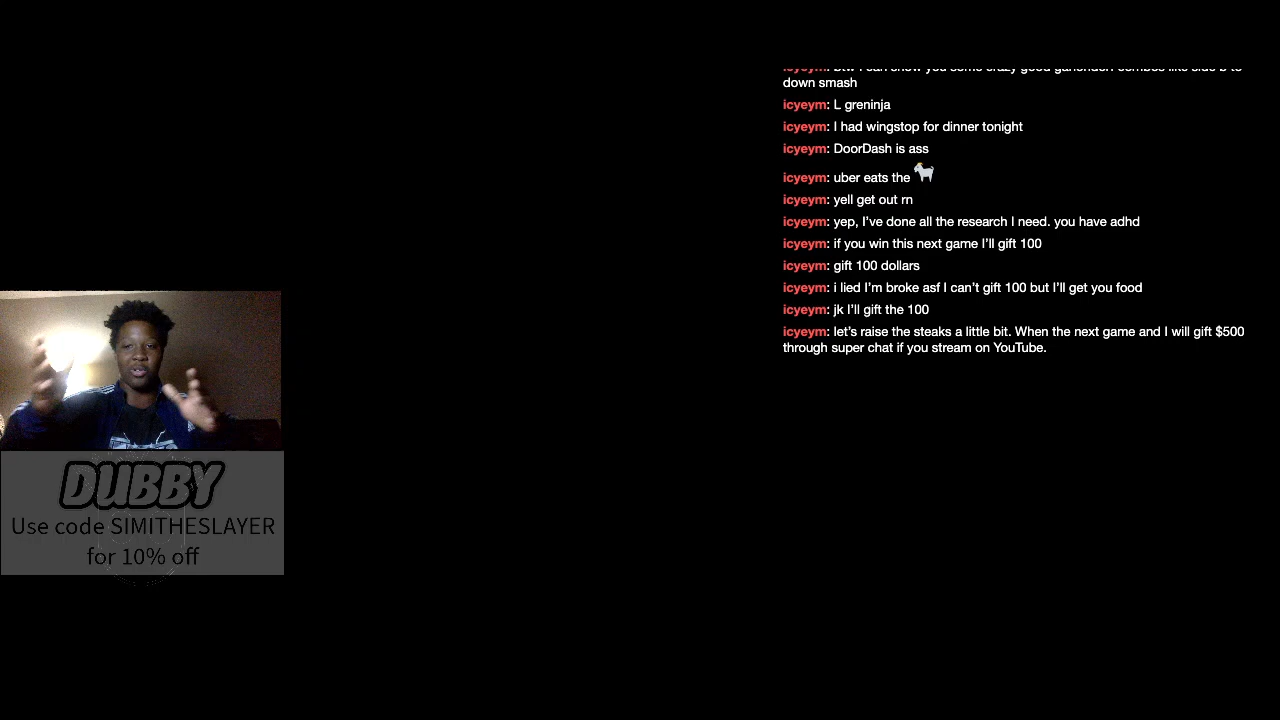 down smash
icyeym: L greninja
icyeym: I had wingstop for dinner tonight
icyeym: DoorDash is ass
icyeym: uber eats the
icyeym: yell get out rn
icyeym: yep, I’ve done all the research I need. you have adhd
icyeym: if you win this next game I’ll gift 100
icyeym: gift 100 dollars
icyeym: i lied I’m broke asf I can’t gift 100 but I’ll get you food
icyeym: jk I’ll gift the 100
icyeym: let’s raise the steaks a little bit. When the next game and I will gift $500
through super chat if you stream on YouTube.
DUBBY
Use code SIMITHESLAYER
for 10% off